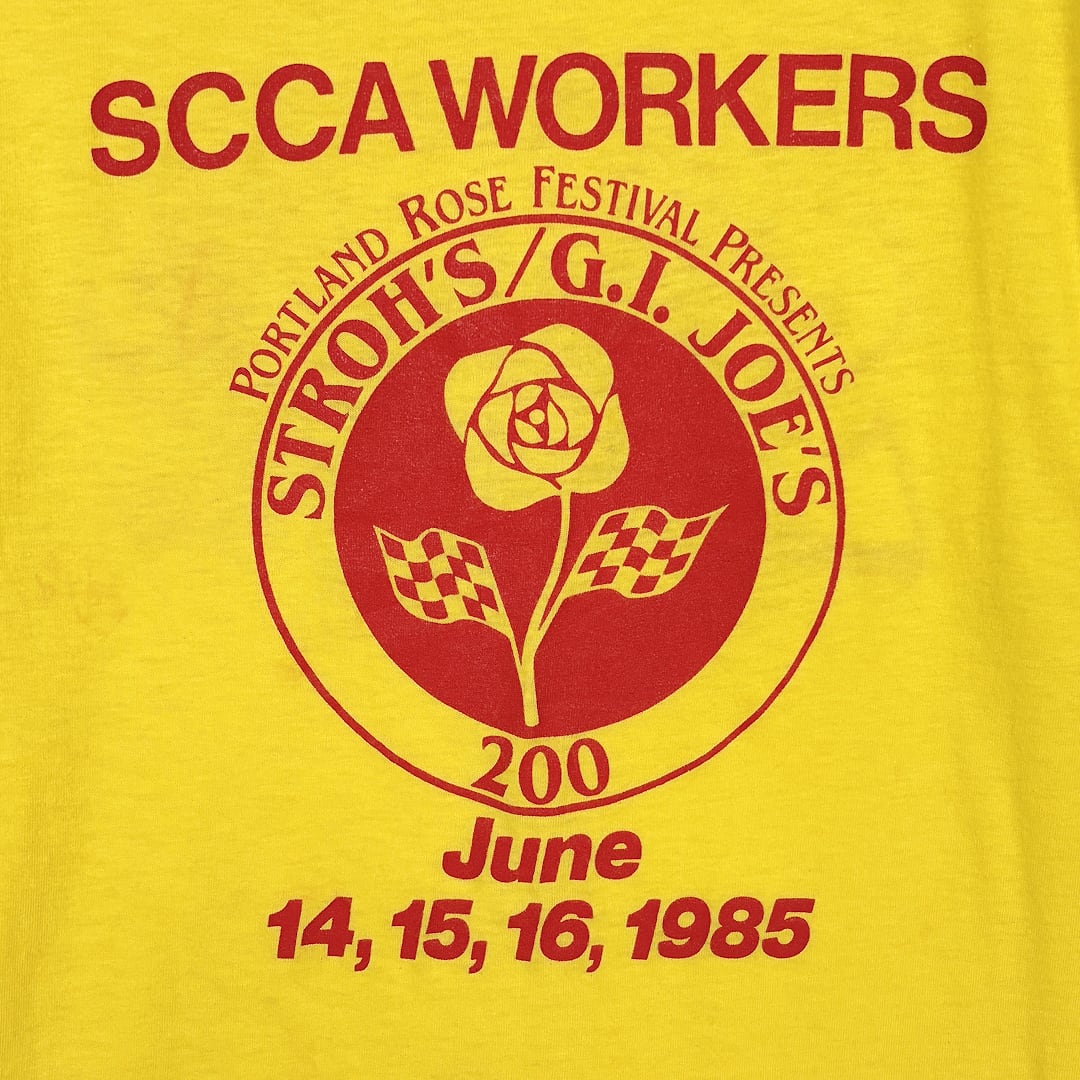 SCCA WORKERS
PORTLAND ROSE FESTIVAL PRESENTS
STROH'S/G.I. JOE'S
200
June
14, 15, 16, 1985